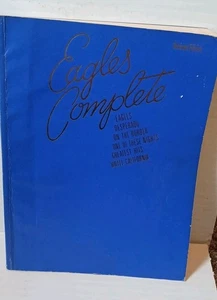 Eagles
Complete
EAGLES
DESPERADO
ON THE BORDER
ONE OF THESE NIGHTS
GREATEST HITS
HOTEL CALIFORNIA